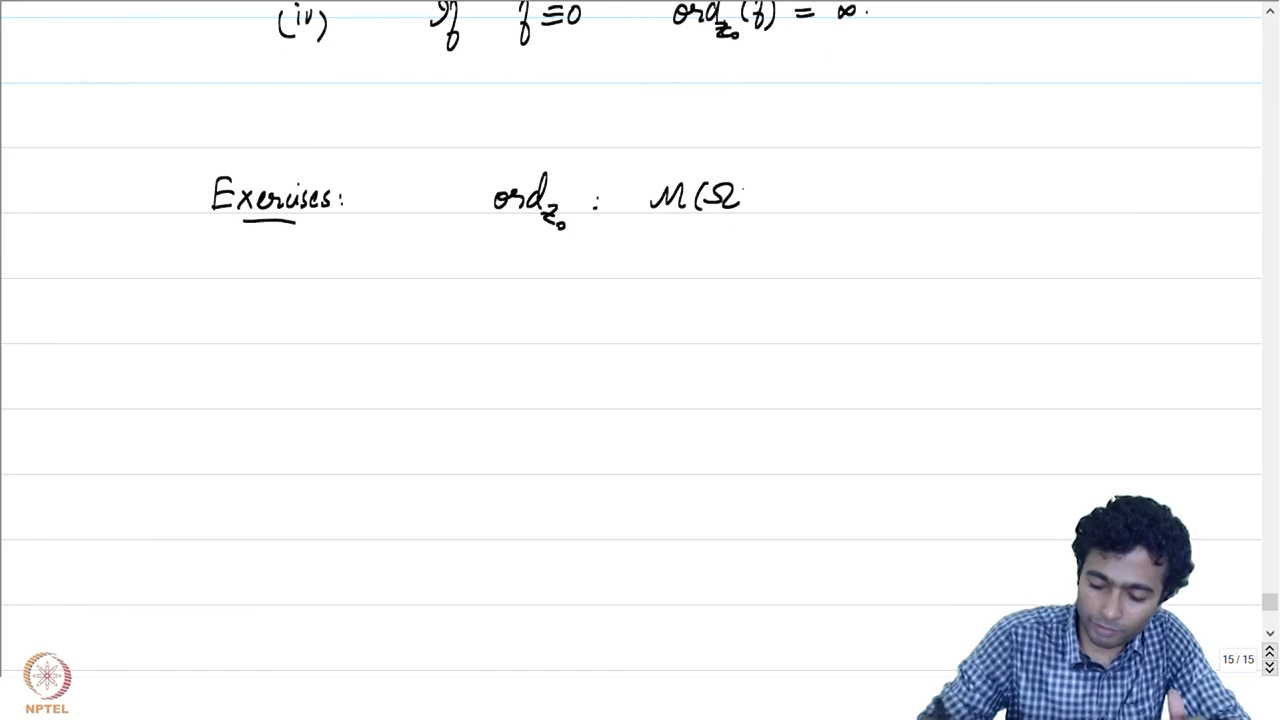 (iv) If f ≡ 0 ord_{z_0}(f) = ∞.
Exercises: ord_{z_0} : M(Ω
15 / 15
NPTEL